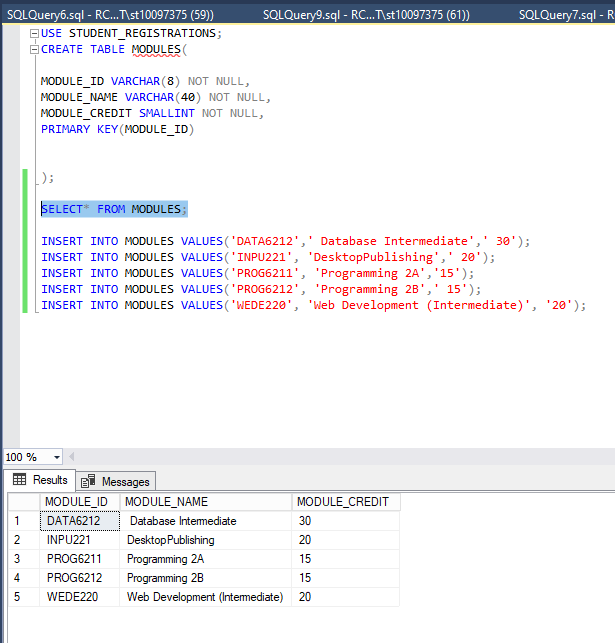 SQLQuery6.sql - RC...T\st10097375 (59)) SQLQuery9.sql - RC...T\st10097375 (61)) SQLQuery7.sql - R
USE STUDENT_REGISTRATIONS;
CREATE TABLE MODULES(
MODULE_ID VARCHAR(8) NOT NULL,
MODULE_NAME VARCHAR(40) NOT NULL,
MODULE_CREDIT SMALLINT NOT NULL,
PRIMARY KEY(MODULE_ID)
);
SELECT* FROM MODULES;
INSERT INTO MODULES VALUES('DATA6212',' Database Intermediate',' 30');
INSERT INTO MODULES VALUES('INPU221', 'DesktopPublishing',' 20');
INSERT INTO MODULES VALUES('PROG6211', 'Programming 2A','15');
INSERT INTO MODULES VALUES('PROG6212', 'Programming 2B',' 15');
INSERT INTO MODULES VALUES('WEDE220', 'Web Development (Intermediate)', '20');
100 %
Results Messages
MODULE_ID MODULE_NAME MODULE_CREDIT
1 DATA6212 Database Intermediate 30
2 INPU221 DesktopPublishing 20
3 PROG6211 Programming 2A 15
4 PROG6212 Programming 2B 15
5 WEDE220 Web Development (Intermediate) 20